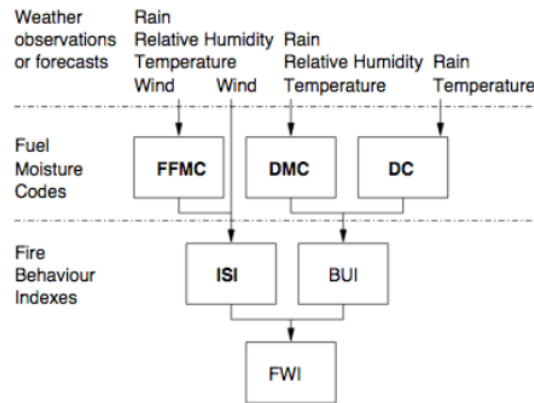 Weather
observations
or forecasts
Rain
Relative Humidity
Temperature
Wind
Wind
Rain
Relative Humidity
Temperature
Rain
Temperature
Fuel
Moisture
Codes
FFMC
DMC
DC
Fire
Behaviour
Indexes
ISI
BUI
FWI